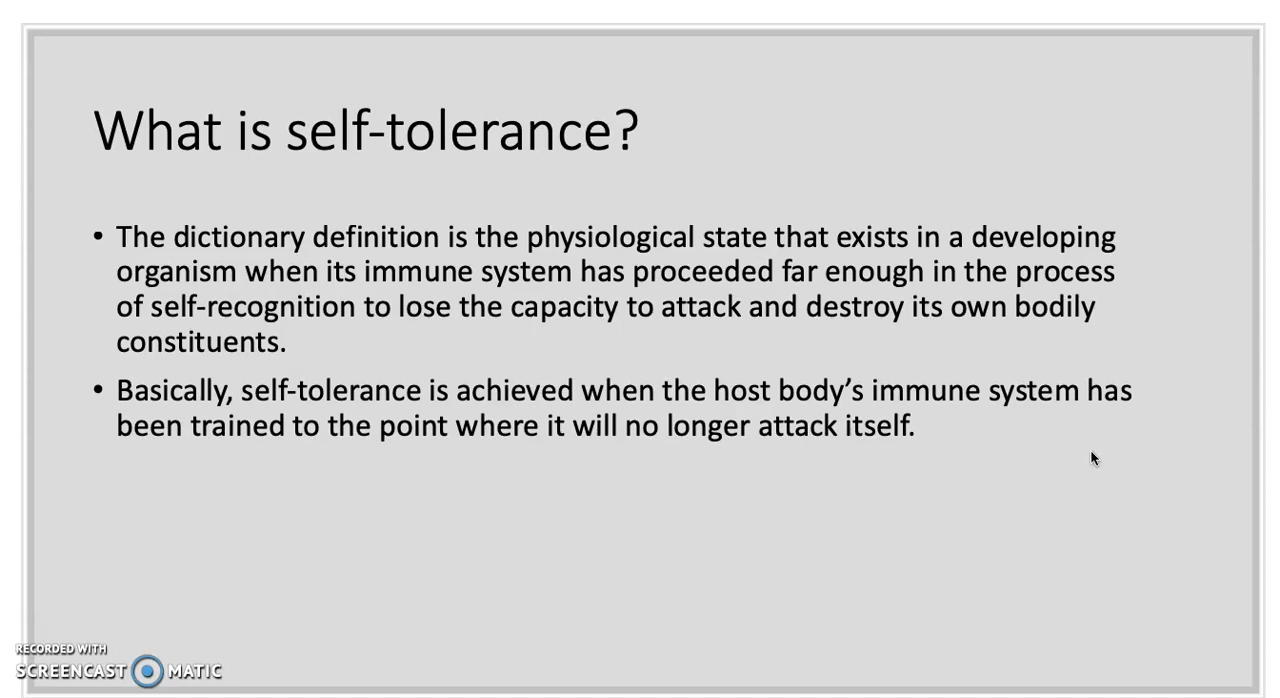 What is self-tolerance?
• The dictionary definition is the physiological state that exists in a developing
organism when its immune system has proceeded far enough in the process
of self-recognition to lose the capacity to attack and destroy its own bodily
constituents.
• Basically, self-tolerance is achieved when the host body’s immune system has
been trained to the point where it will no longer attack itself.
RECORDED WITH
SCREENCAST MATIC